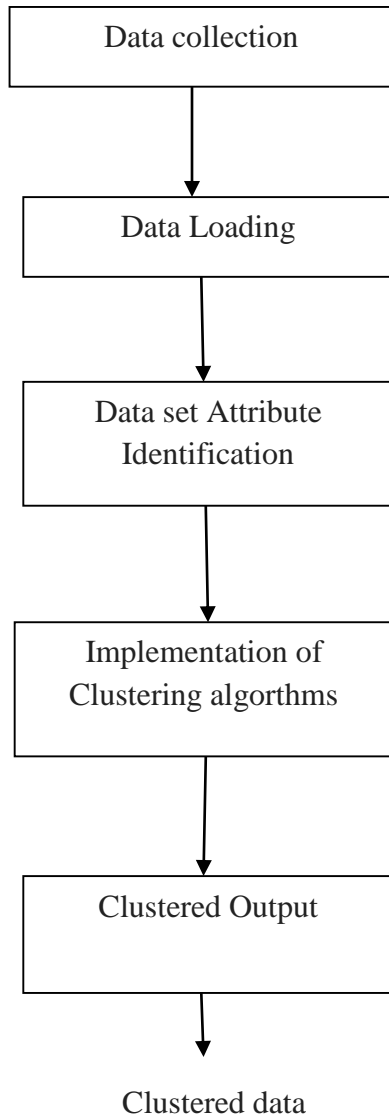 Data collection
Data Loading
Data set Attribute
Identification
Implementation of
Clustering algorthms
Clustered Output
Clustered data